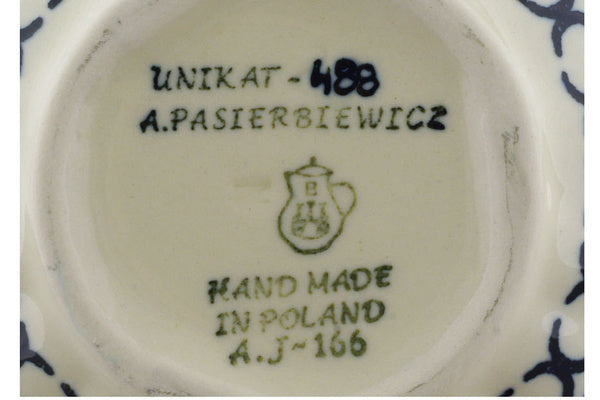 UNIKAT - 488
A.PASIERBIEWICZ
B
HAND MADE
IN POLAND
A.J~166